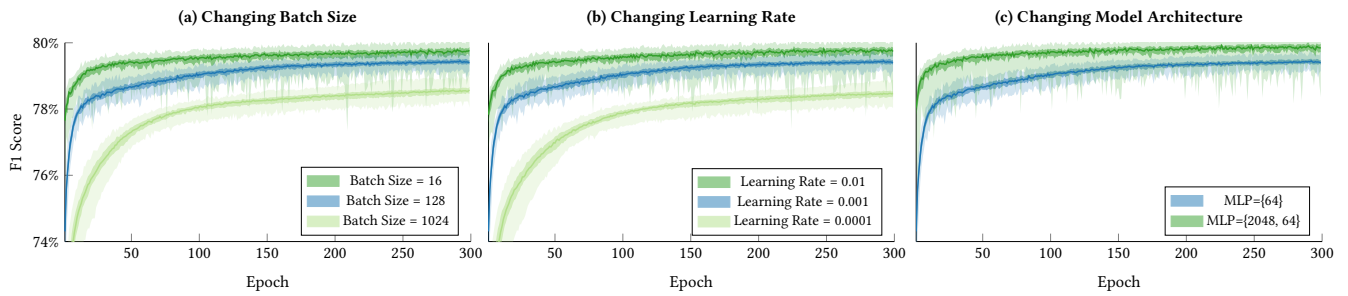 (a) Changing Batch Size
80%
78%
76%
74%
F1 Score
50
100
150
200
250
300
Epoch
Batch Size = 16
Batch Size = 128
Batch Size = 1024
(b) Changing Learning Rate
50
100
150
200
250
300
Epoch
Learning Rate = 0.01
Learning Rate = 0.001
Learning Rate = 0.0001
(c) Changing Model Architecture
50
100
150
200
250
300
Epoch
MLP={64}
MLP={2048, 64}